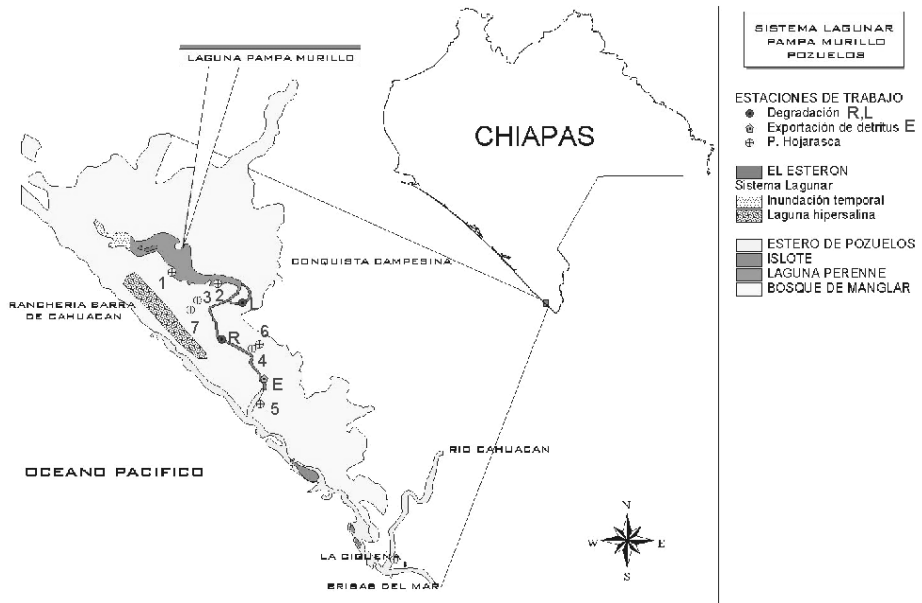 LAGUNA PAMPA MURILLO
CHIAPAS
CONQUISTA CAMPESINA
RANCHERIA BARRA
DE CAHUACAN
1
2
3
7
R
6
4
E
5
OCEANO PACIFICO
RIO CAHUACAN
LA CIGUEÑA
BRISAS DEL MAR
N
W
E
S
SISTEMA LAGUNAR
PAMPA MURILLO
POZUELOS
ESTACIONES DE TRABAJO
Degradación R,L
Exportación de detritus E
P. Hojarasca
EL ESTERON
Sistema Lagunar
Inundación temporal
Laguna hipersalina
ESTERO DE POZUELOS
ISLOTE
LAGUNA PERENNE
BOSQUE DE MANGLAR